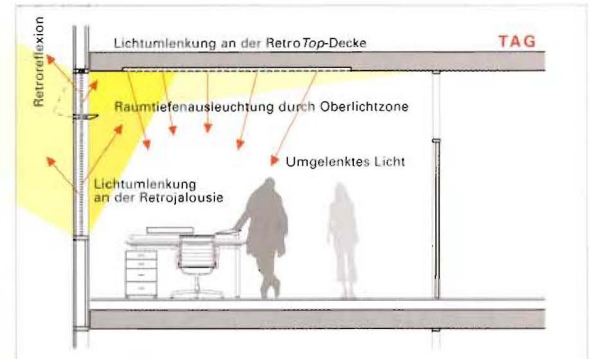 Lichtumlenkung an der RetroTop-Decke
TAG
Retroreflexion
Raumtiefenausleuchtung durch Oberlichtzone
Umgelenktes Licht
Lichtumlenkung
an der Retrojalousie